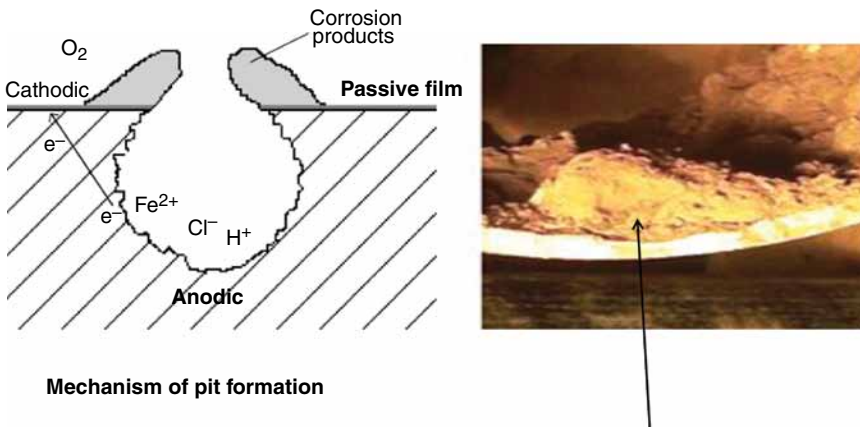 Corrosion
products
O₂
Cathodic
Passive film
e⁻
e⁻
Fe²⁺
Cl⁻
H⁺
Anodic
Mechanism of pit formation